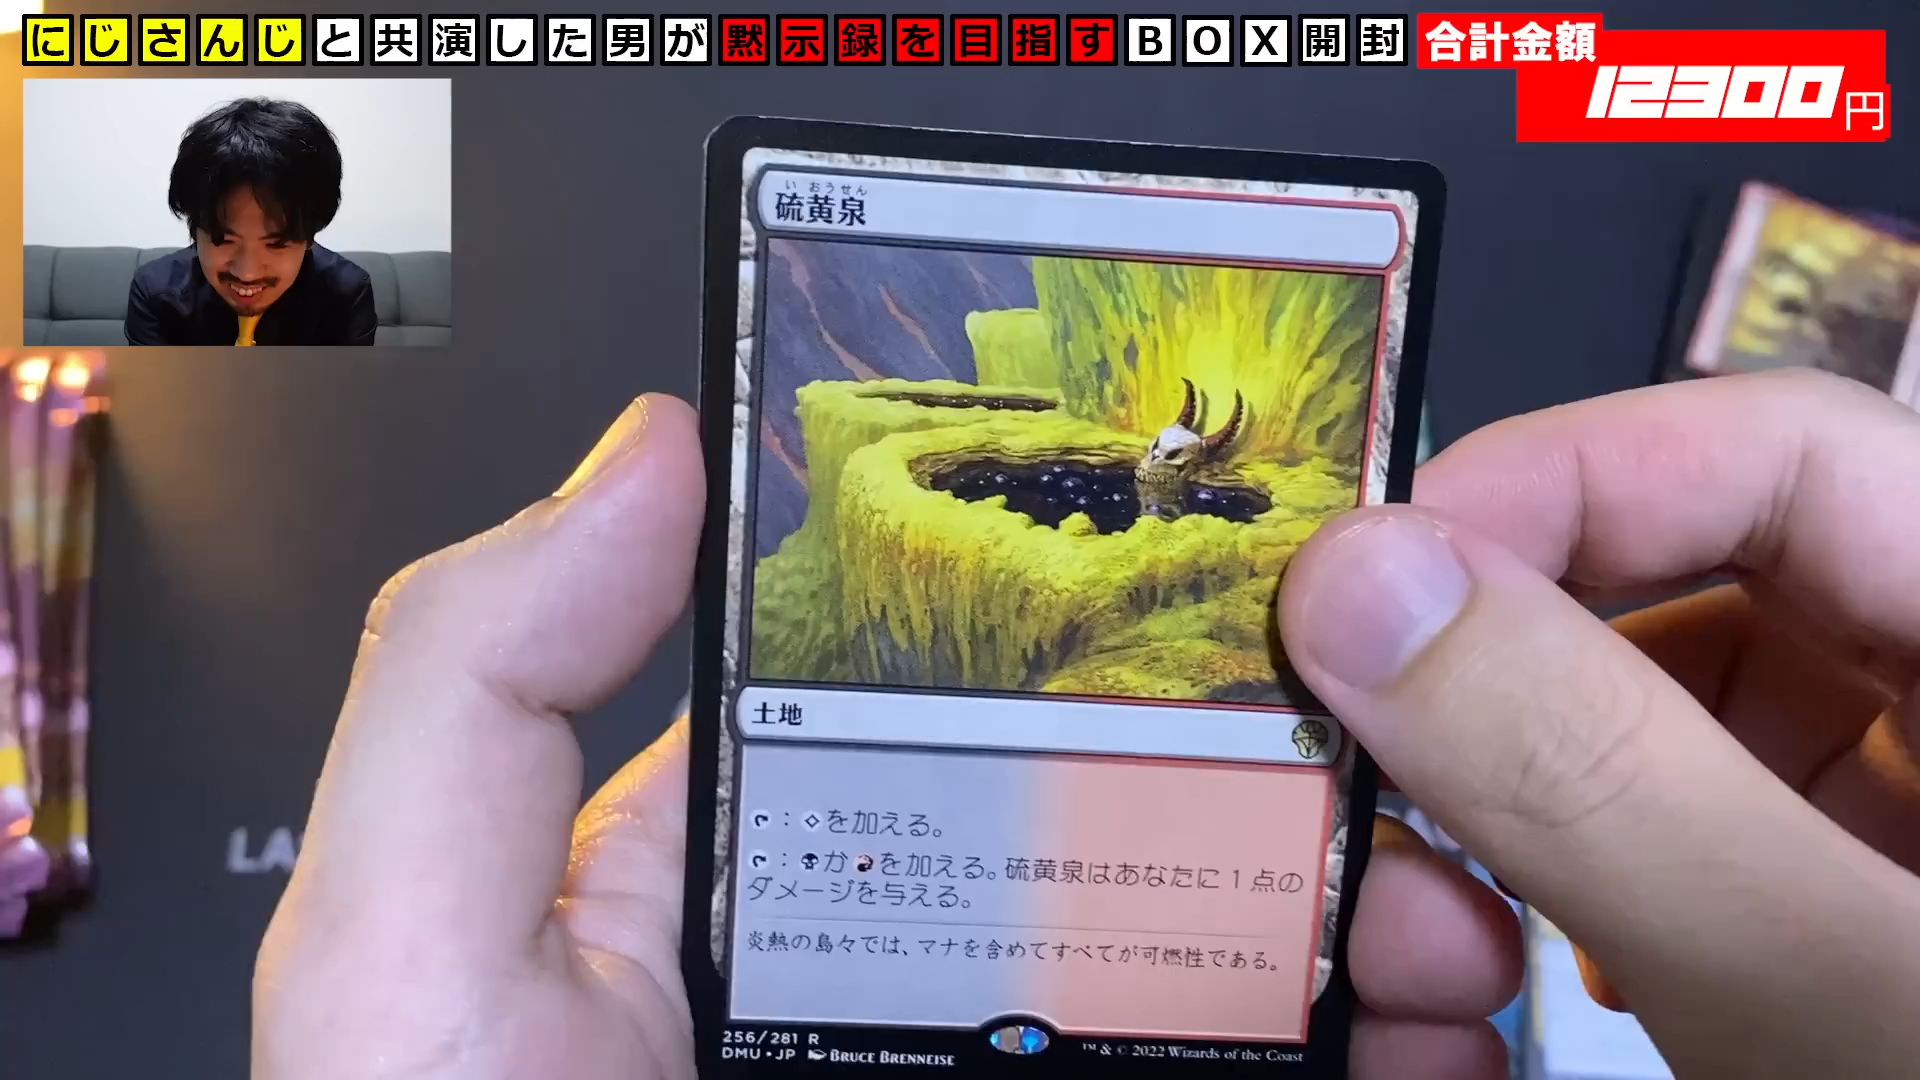 にじさんじと共演した男が黙示録を目指すBOX開封
合計金額
12300円
いおうせん
硫黄泉
土地
：◇を加える。
：か を加える。硫黄泉はあなたに1点の
ダメージを与える。
炎熱の島々では、マナを含めてすべてが可燃性である。
256/281 R
DMU・JP BRUCE BRENNEISE
™ & © 2022 Wizards of the Coast
LA